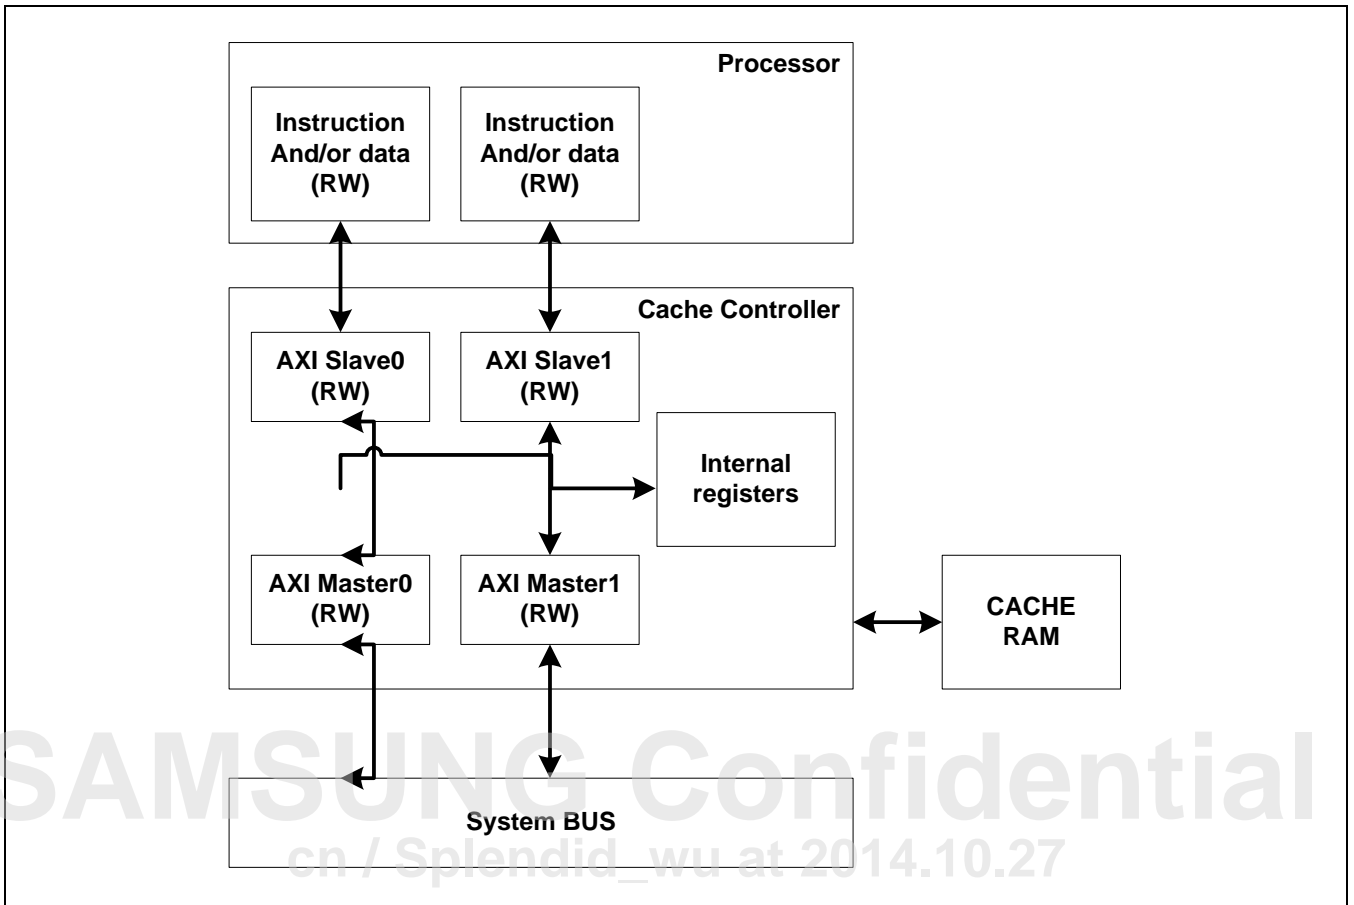 Processor
Instruction
And/or data
(RW)
Instruction
And/or data
(RW)
Cache Controller
AXI Slave0
(RW)
AXI Slave1
(RW)
Internal
registers
AXI Master0
(RW)
AXI Master1
(RW)
CACHE
RAM
SAMSUNG Confidential
System BUS
cn / Splendid_wu at 2014.10.27